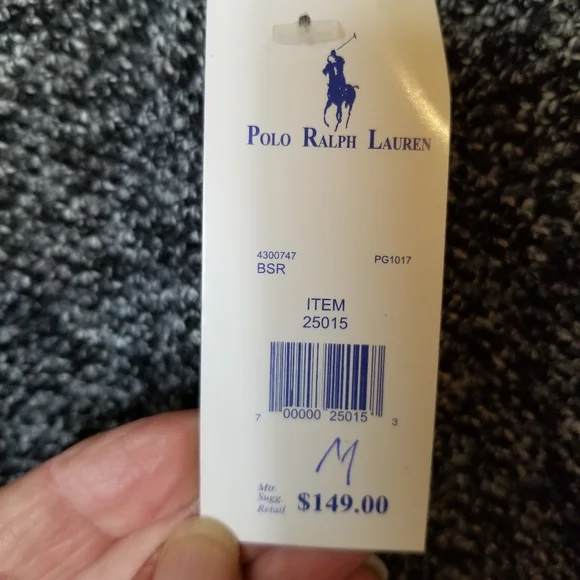 POLO RALPH LAUREN
4300747 PG1017
BSR
ITEM
25015
7 00000 25015 3
M
Mfr.
Sugg.
Retail $149.00